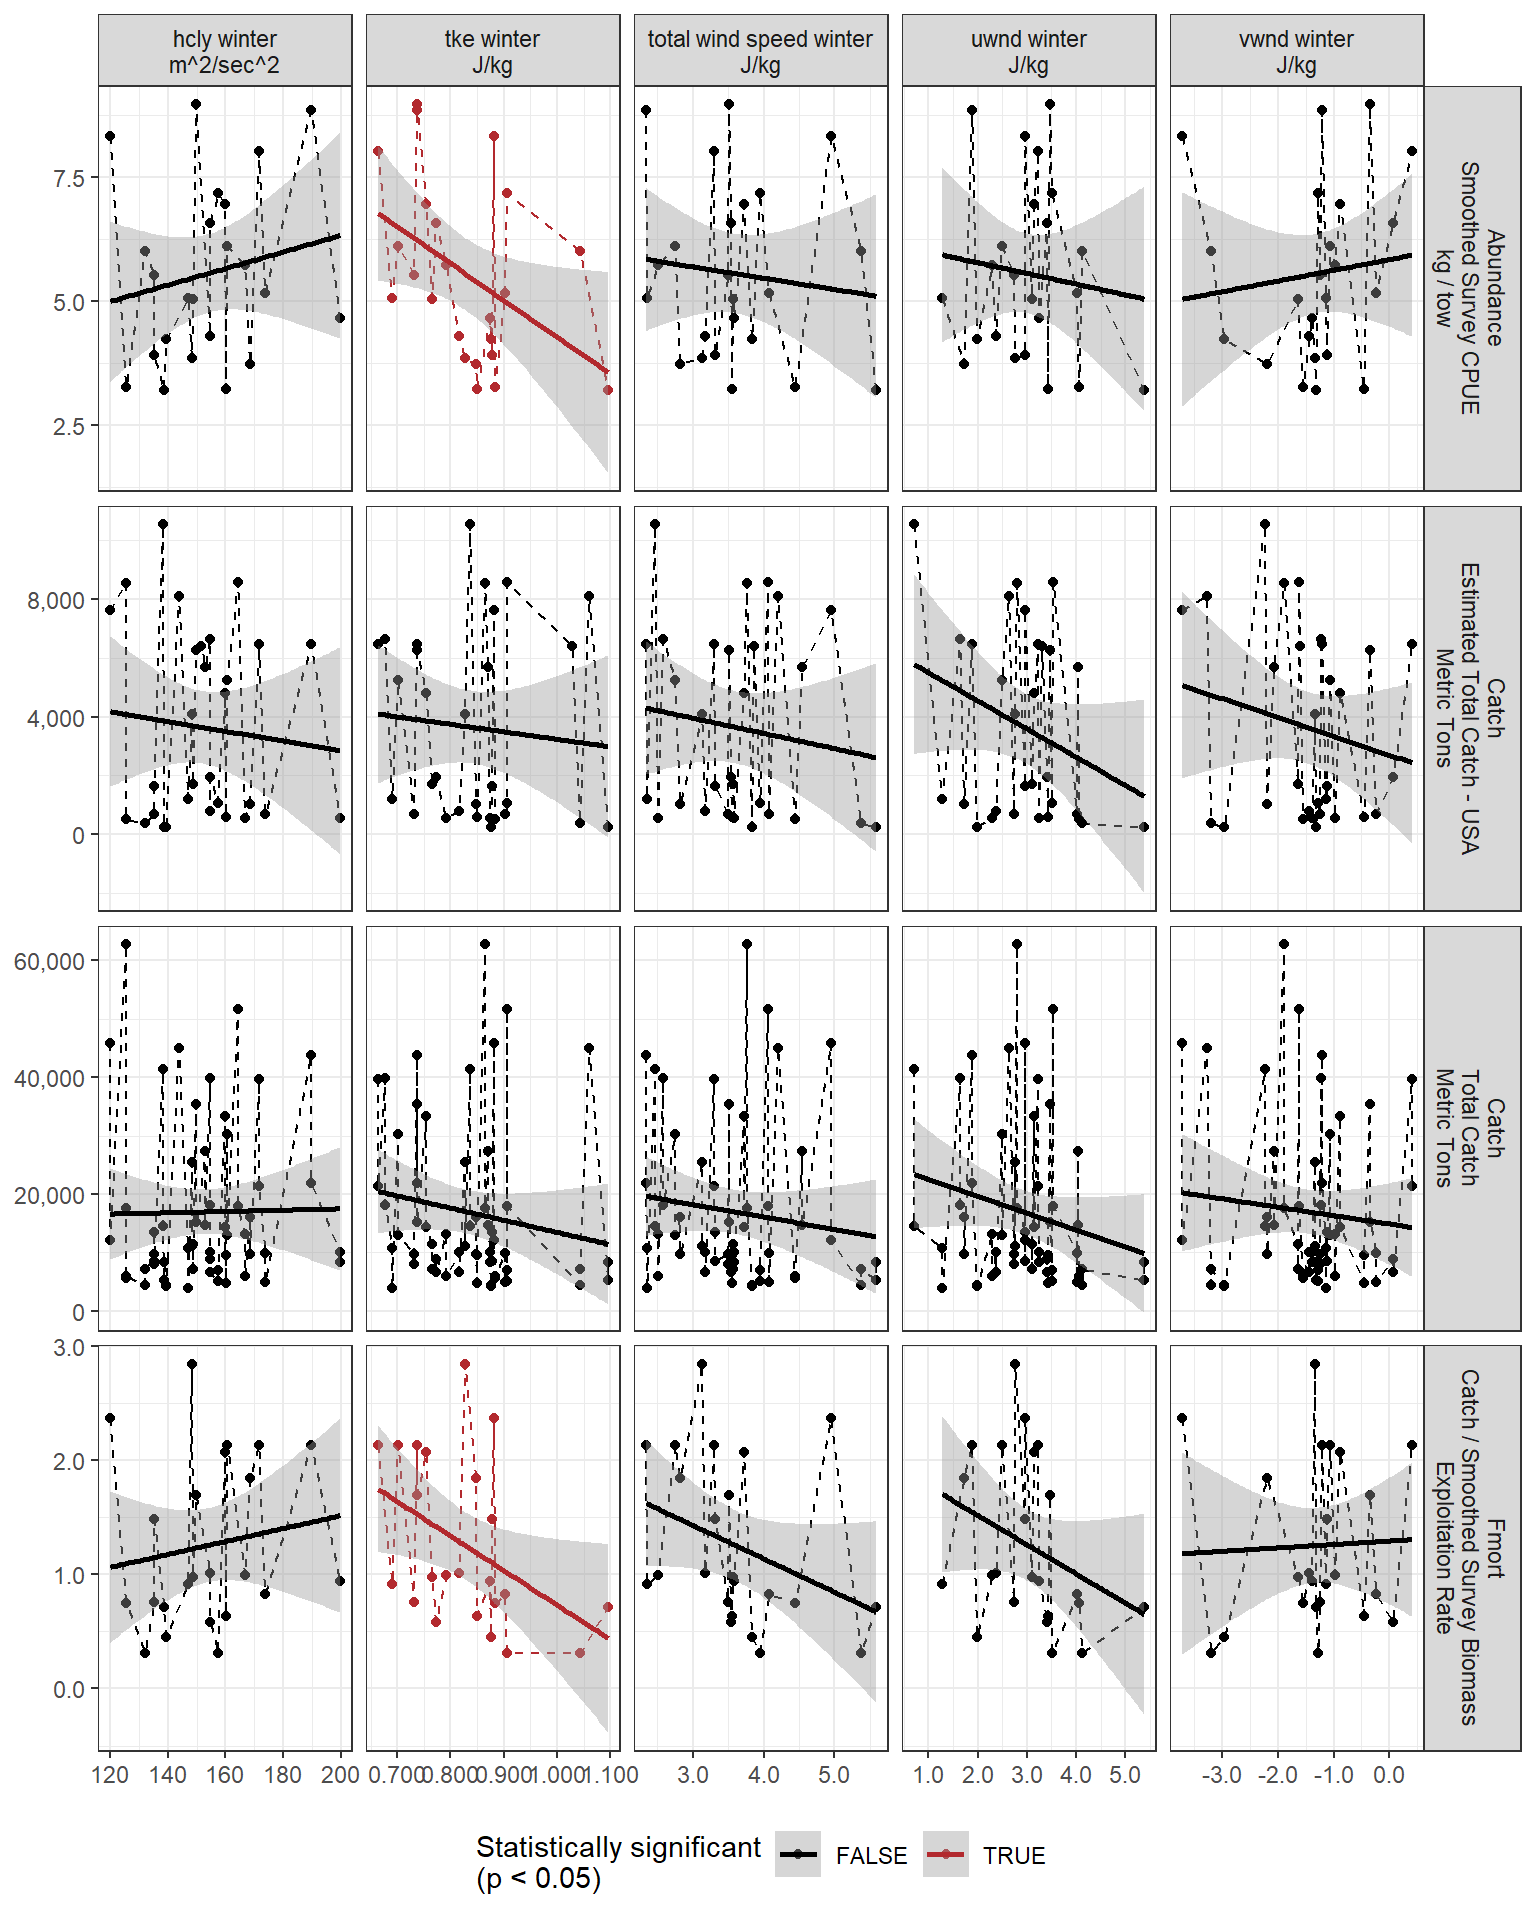 hcly winter
m^2/sec^2
tke winter
J/kg
total wind speed winter
J/kg
uwnd winter
J/kg
vwnd winter
J/kg
7.5
5.0
2.5
Abundance
Smoothed Survey CPUE
kg / tow
8,000
4,000
0
Catch
Estimated Total Catch - USA
Metric Tons
60,000
40,000
20,000
0
Catch
Total Catch
Metric Tons
3.0
2.0
1.0
0.0
Fmort
Catch / Smoothed Survey Biomass
Exploitation Rate
120 140 160 180 200
0.700 0.800 0.900 1.000 1.100
3.0 4.0 5.0
1.0 2.0 3.0 4.0 5.0
-3.0 -2.0 -1.0 0.0
Statistically significant
(p < 0.05)
FALSE
TRUE